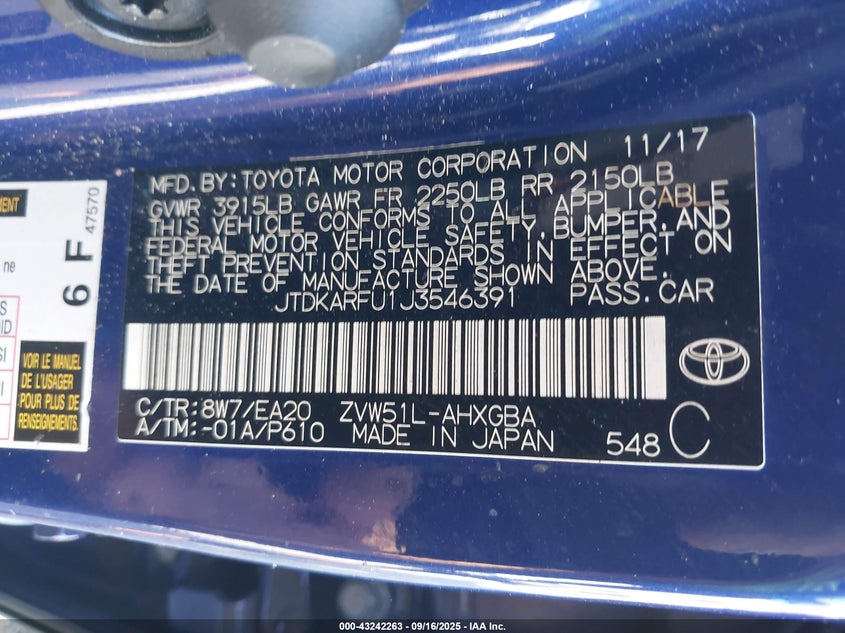 MFD.BY:TOYOTA MOTOR CORPORATION 11/17
GVWR 3915LB GAWR FR 2250LB RR 2150LB
THIS VEHICLE CONFORMS TO ALL APPLICABLE
FEDERAL MOTOR VEHICLE SAFETY,BUMPER,AND
THEFT PREVENTION STANDARDS IN EFFECT ON
THE DATE OF MANUFACTURE SHOWN ABOVE.
JTDKARFU1J3546391 PASS.CAR
C/TR:8W7/EA20 ZVW51L-AHXGBA
A/TM:-01A/P610 MADE IN JAPAN 548 C
6 F
47570
ne
VOIR LE MANUEL
DE L'USAGER
POUR PLUS DE
RENSEIGNEMENTS.
000-43242263 - 09/16/2025 - IAA Inc.